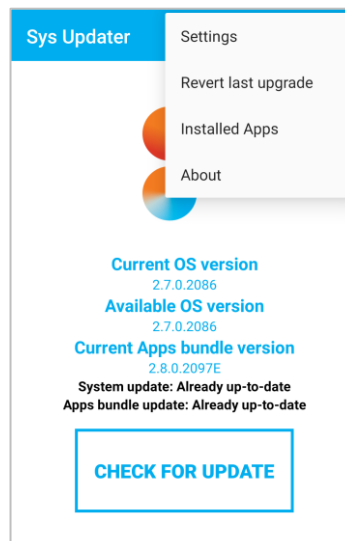 Sys Updater
Settings
Revert last upgrade
Installed Apps
About
Current OS version
2.7.0.2086
Available OS version
2.7.0.2086
Current Apps bundle version
2.8.0.2097E
System update: Already up-to-date
Apps bundle update: Already up-to-date
CHECK FOR UPDATE